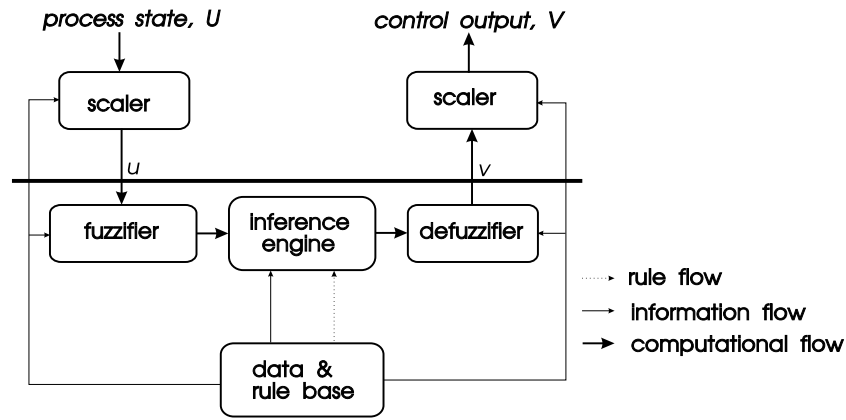 process state, U
control output, V
scaler
scaler
u
v
fuzzifier
inference
engine
defuzzifier
rule flow
information flow
computational flow
data &
rule base